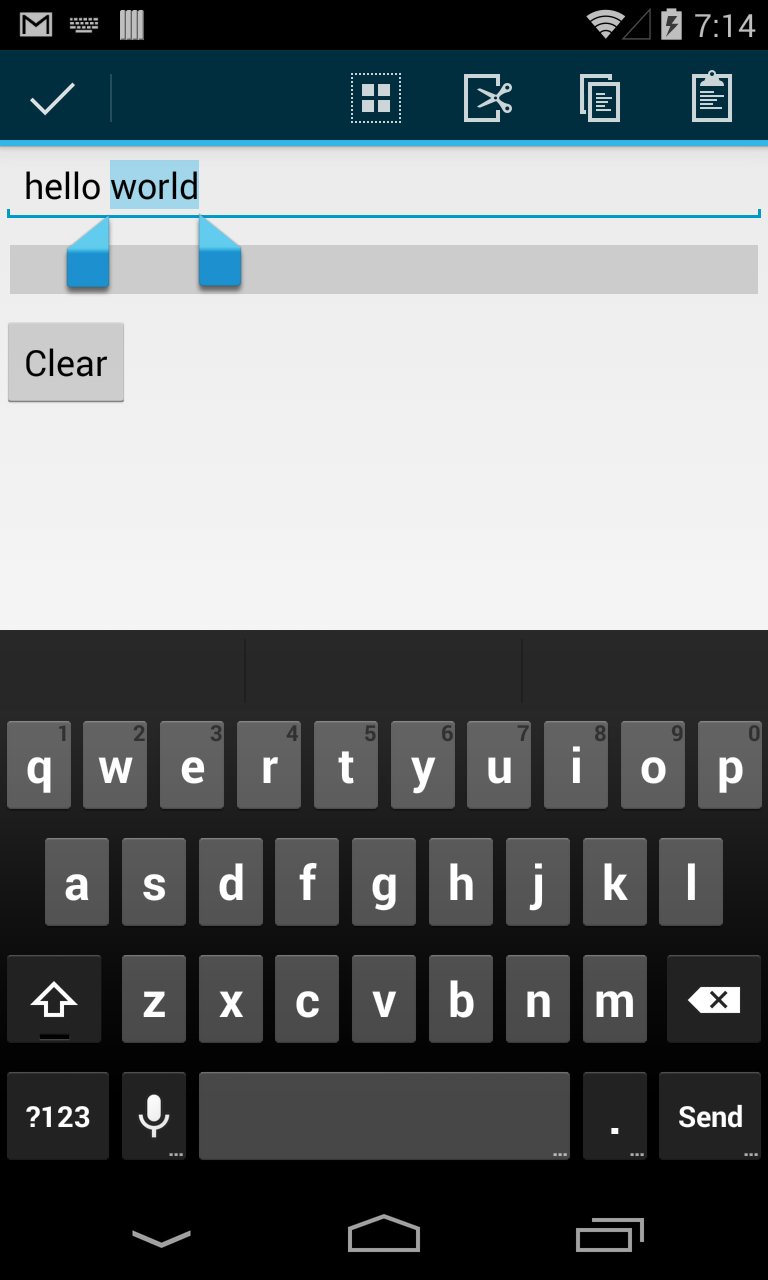 7:14
hello world
Clear
1 2 3 4 5 6 7 8 9 0
q w e r t y u i o p
a s d f g h j k l
z x c v b n m
?123 . Send